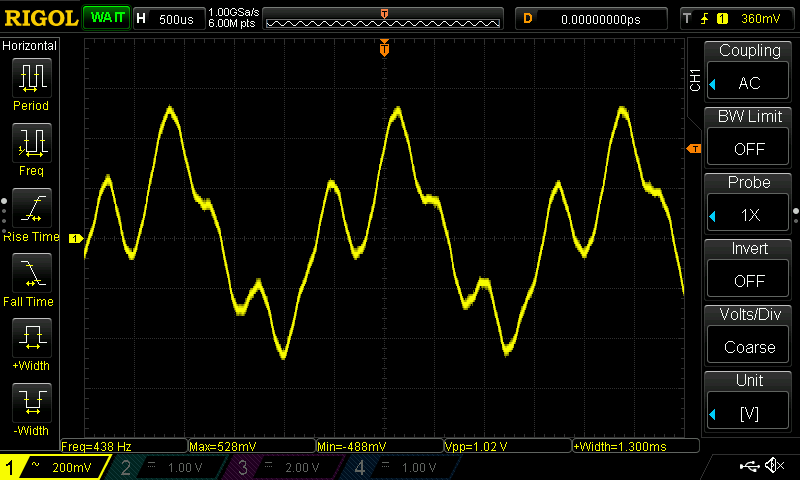 RIGOL WAIT H 500us 1.00GSa/s 6.00M pts T D 0.00000000ps T 1 360mV
Horizontal
Period
Freq
Rise Time
Fall Time
+Width
-Width
T
T
1
CH1
Coupling
AC
BW Limit
OFF
Probe
1X
Invert
OFF
Volts/Div
Coarse
Unit
[V]
Freq=438 Hz Max=528mV Min=-488mV Vpp=1.02 V +Width=1.300ms
1 ~ 200mV 2 1.00 V 3 2.00 V 4 1.00 V